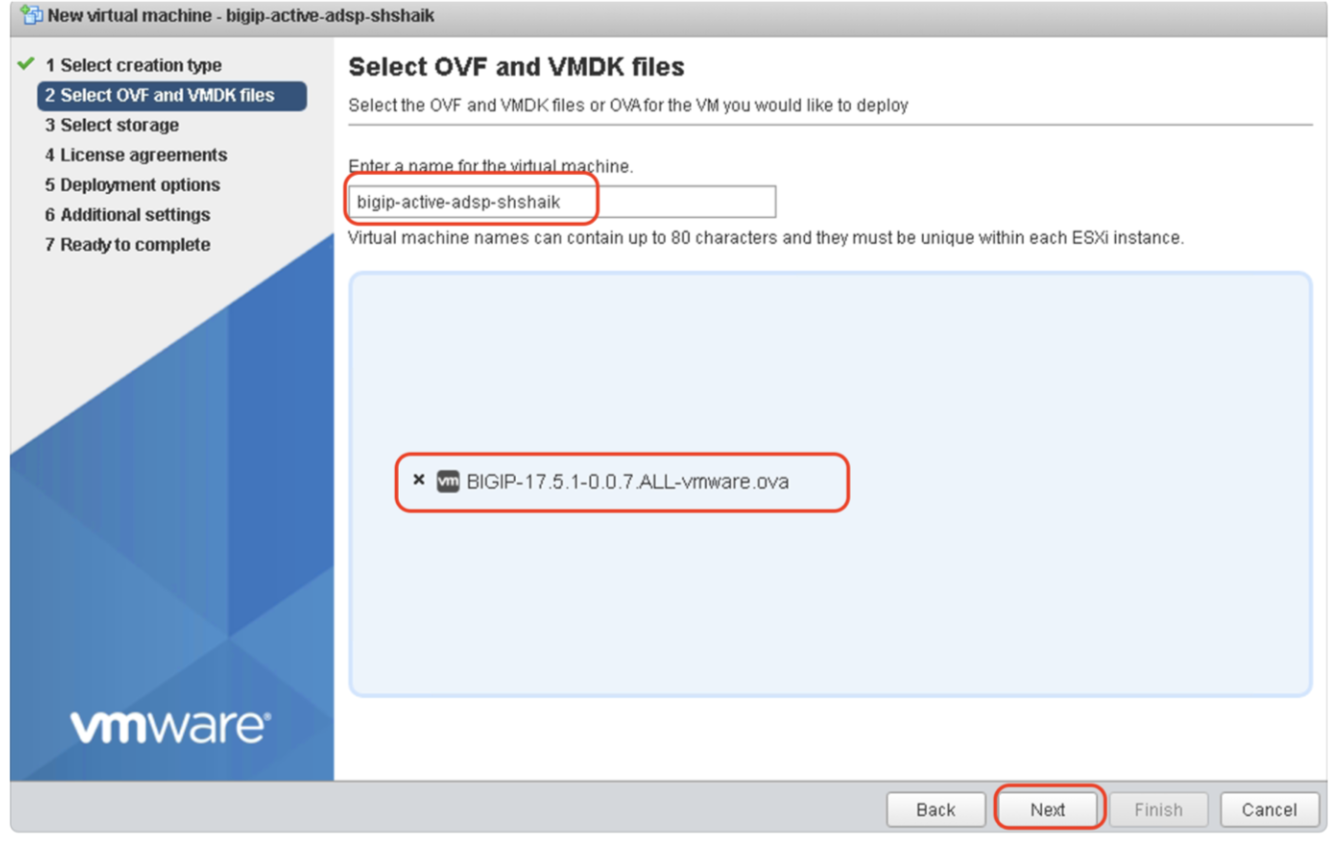 New virtual machine - bigip-active-adsp-shshaik
1 Select creation type
2 Select OVF and VMDK files
3 Select storage
4 License agreements
5 Deployment options
6 Additional settings
7 Ready to complete
vmware®
Select OVF and VMDK files
Select the OVF and VMDK files or OVA for the VM you would like to deploy
Enter a name for the virtual machine.
bigip-active-adsp-shshaik
Virtual machine names can contain up to 80 characters and they must be unique within each ESXi instance.
vm BIGIP-17.5.1-0.0.7.ALL-vmware.ova
Back Next Finish Cancel